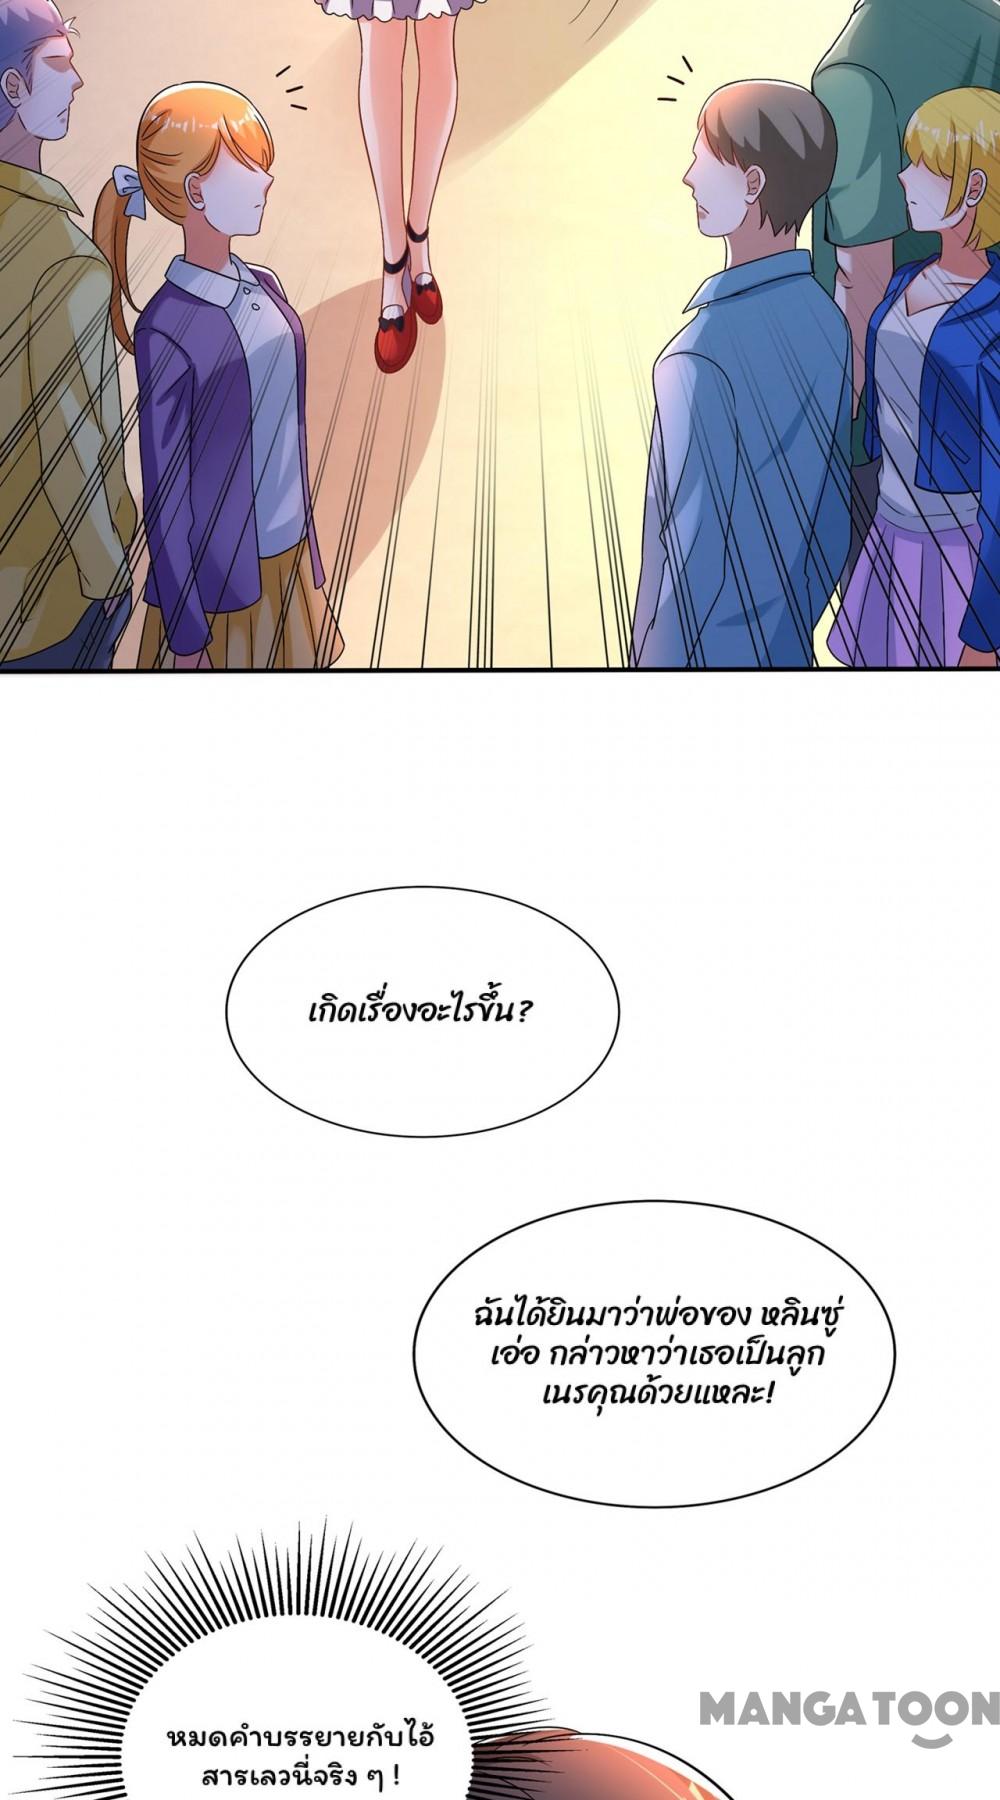 เกิดเรื่องอะไรขึ้น?
ฉันได้ยินมาว่าพ่อของ หลินซู่
เอ่อ กล่าวหาว่าเธอเป็นลูก
เนรคุณด้วยแหละ!
หมดคำบรรยายกับไอ้
สารเลวนี่จริง ๆ !
MANGATOON